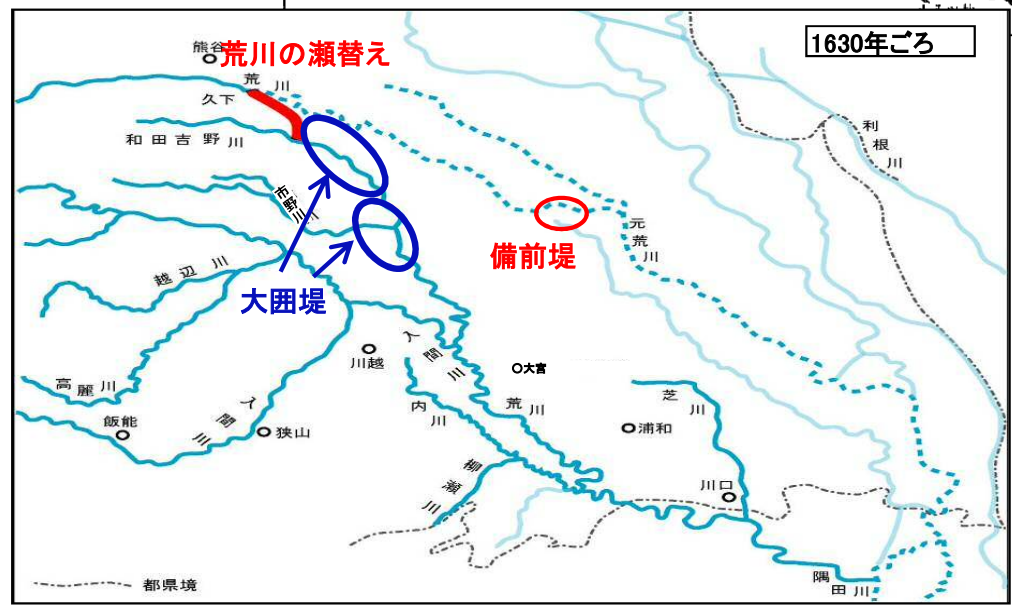 1630年ごろ
熊谷
荒川の瀬替え
荒川
久下
和田吉野川
市野川
利根川
元荒川
備前堤
大囲堤
越辺川
川越
入間川
大宮
高麗川
入間川
内川
荒川
芝川
飯能
狭山
浦和
柳瀬川
川口
隅田川
都県境